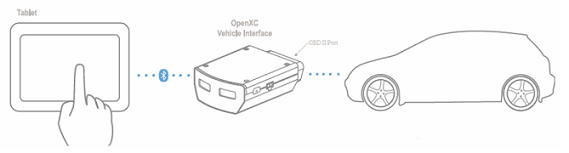 Tablet
OpenXC
Vehicle Interface
OBD II Port